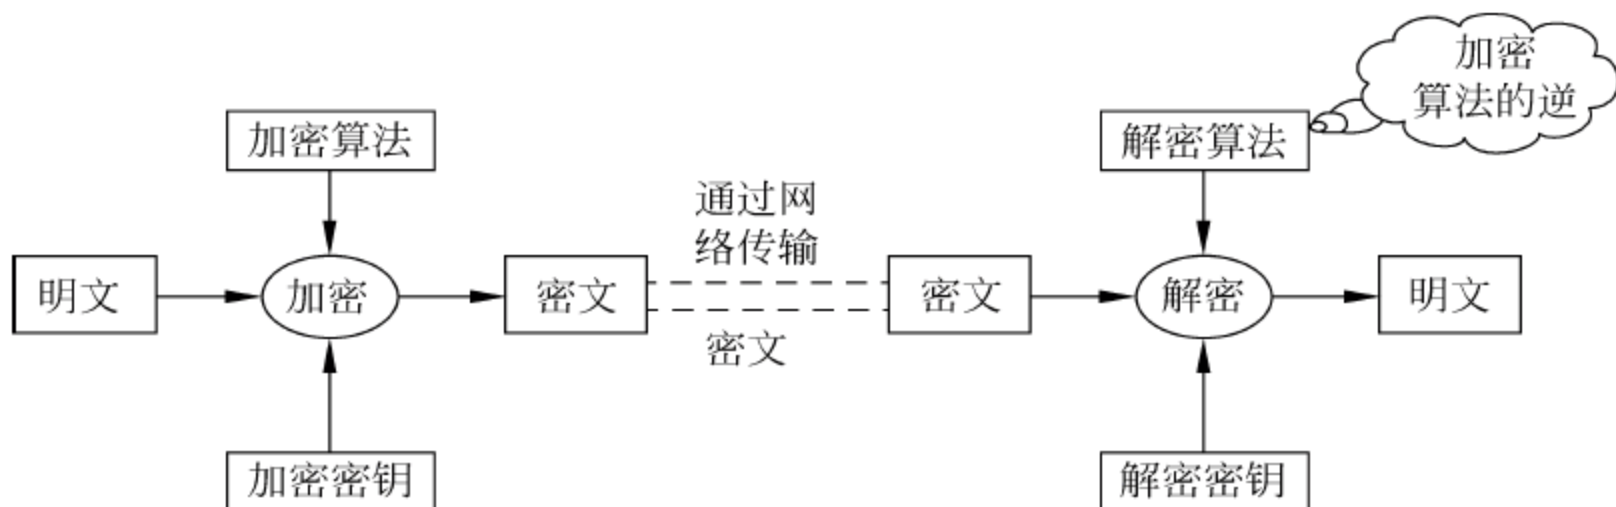 加密
算法的逆
加密算法
解密算法
通过网
络传输
明文
加密
密文
密文
解密
明文
密文
加密密钥
解密密钥